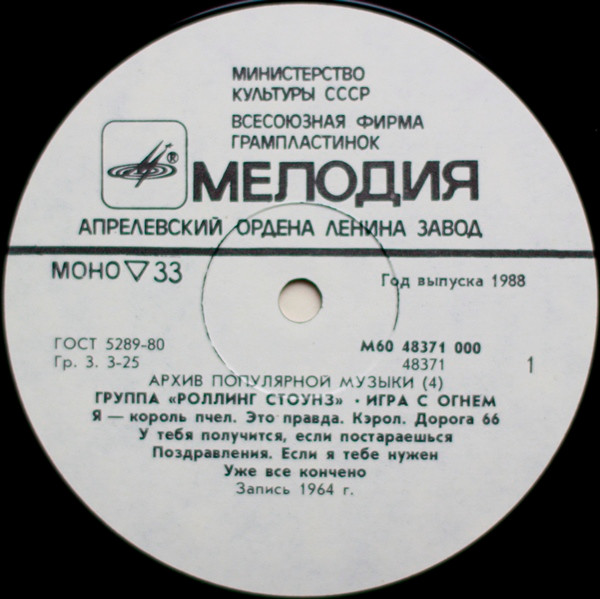 МИНИСТЕРСТВО
КУЛЬТУРЫ СССР
ВСЕСОЮЗНАЯ ФИРМА
ГРАМПЛАСТИНОК
® МЕЛОДИЯ
АПРЕЛЕВСКИЙ ОРДЕНА ЛЕНИНА ЗАВОД
МОНО ▽ 33
Год выпуска 1988
ГОСТ 5289-80
М60 48371 000
Гр. 3. 3-25
48371
1
АРХИВ ПОПУЛЯРНОЙ МУЗЫКИ (4)
ГРУППА «РОЛЛИНГ СТОУНЗ» · ИГРА С ОГНЕМ
Я — король пчел. Это правда. Кэрол. Дорога 66
У тебя получится, если постараешься
Поздравления. Если я тебе нужен
Уже все кончено
Запись 1964 г.